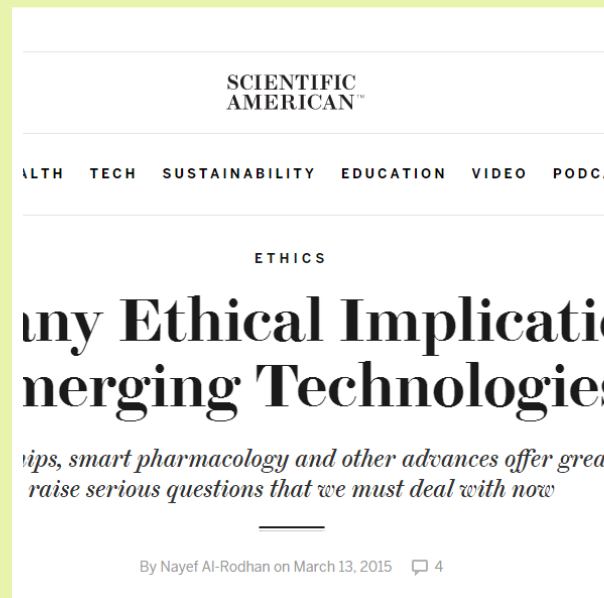 SCIENTIFIC
AMERICAN™
ALTH TECH SUSTAINABILITY EDUCATION VIDEO PODC
ETHICS
any Ethical Implicati
merging Technologies
ips, smart pharmacology and other advances offer grea
raise serious questions that we must deal with now
By Nayef Al-Rodhan on March 13, 2015 4